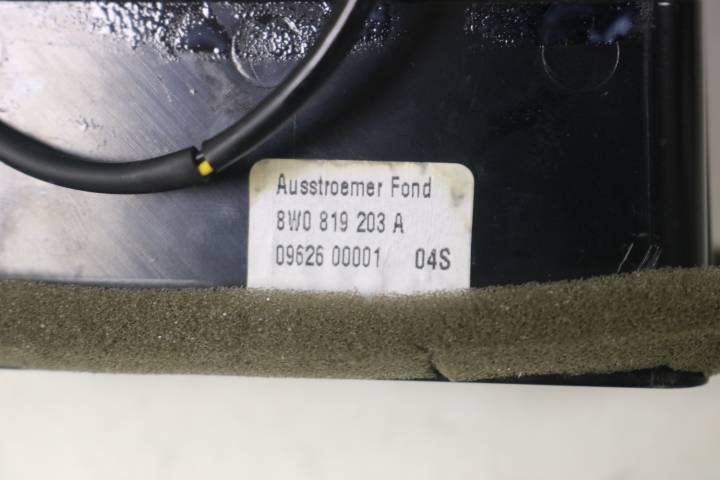 Ausstroemer Fond
8W0 819 203 A
09626 00001 04S